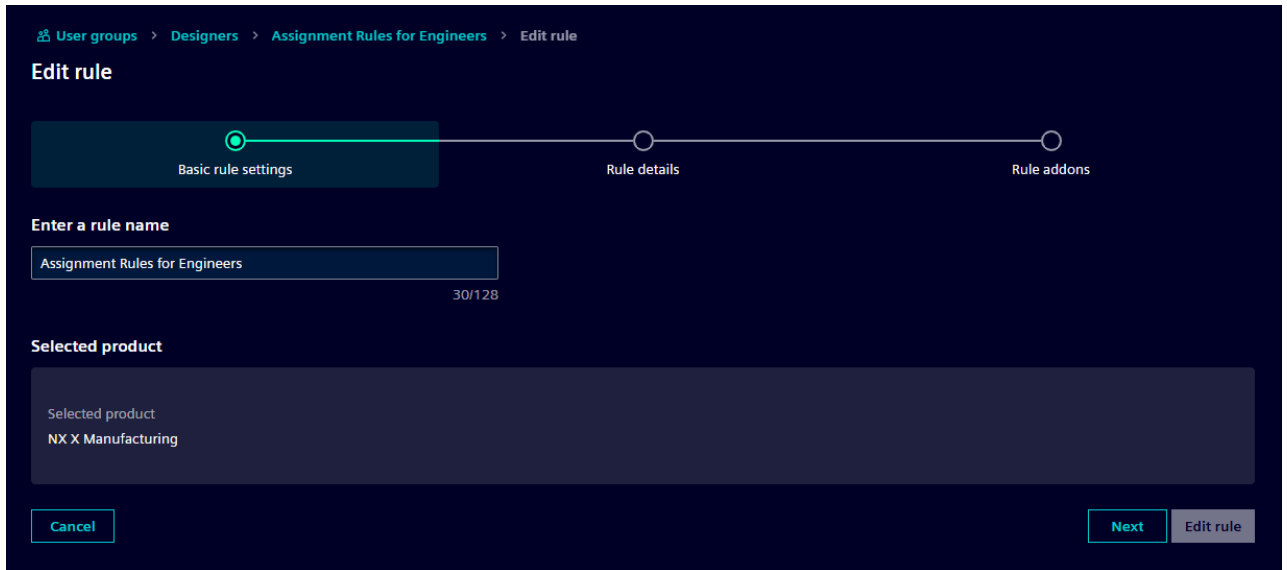 User groups > Designers > Assignment Rules for Engineers > Edit rule
Edit rule
Basic rule settings
Rule details
Rule addons
Enter a rule name
Assignment Rules for Engineers
30/128
Selected product
Selected product
NX X Manufacturing
Cancel
Next
Edit rule